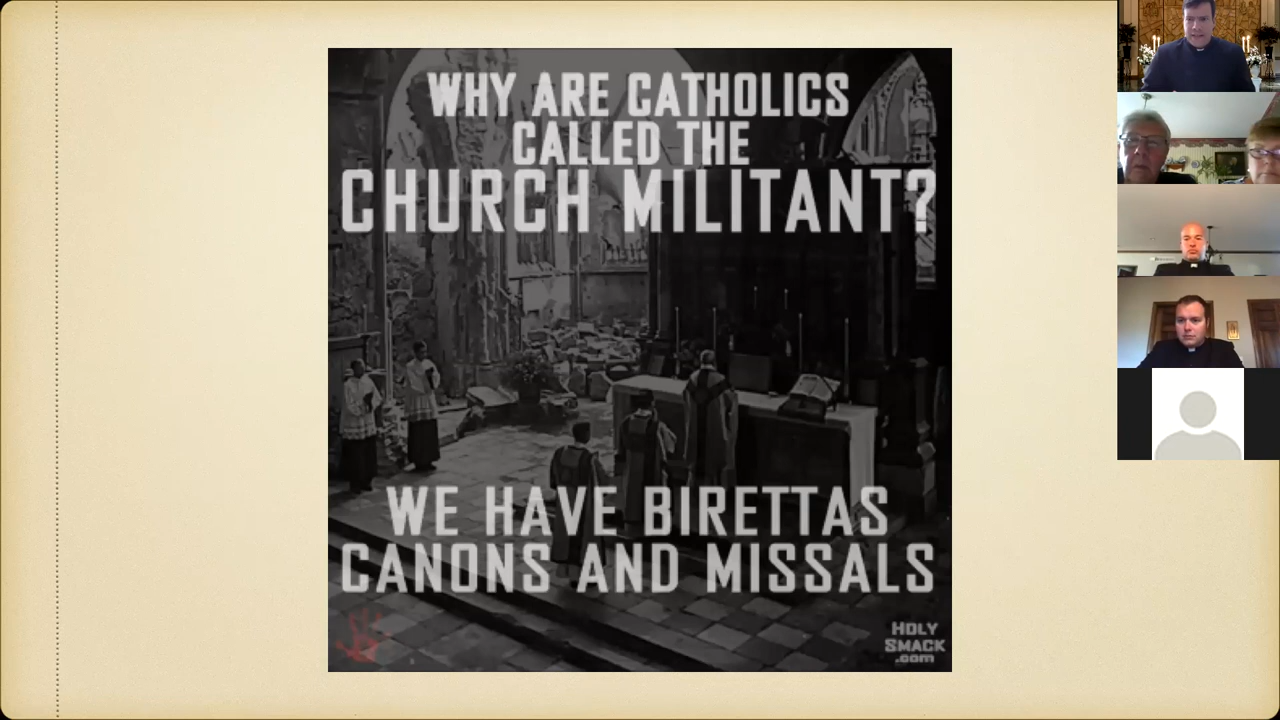 WHY ARE CATHOLICS
CALLED THE
CHURCH MILITANT?
WE HAVE BIRETTAS
CANONS AND MISSALS
HOLY
SMACK
.com